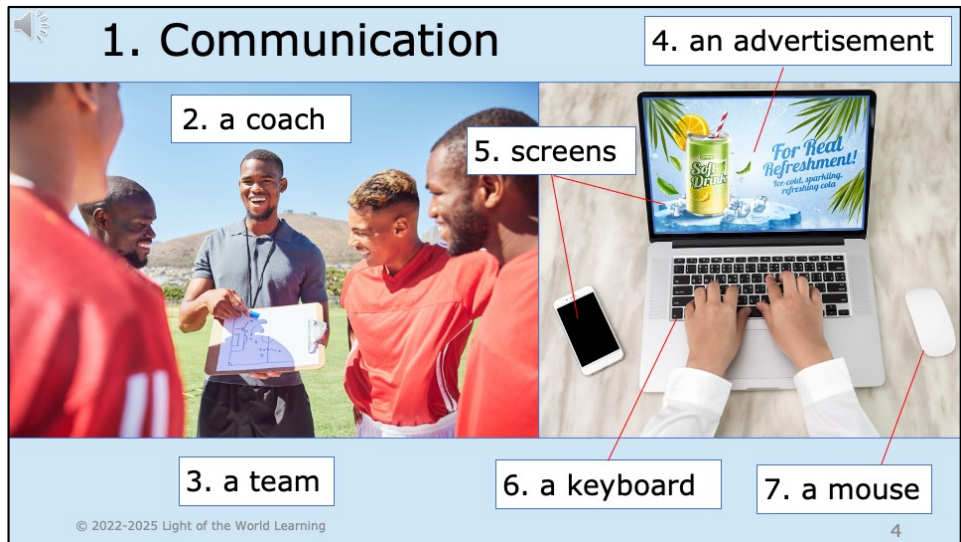 1. Communication
4. an advertisement
2. a coach
5. screens
Soft
Drink
For Real
Refreshment!
Ice-cold, sparkling,
refreshing cola
3. a team
6. a keyboard
7. a mouse
© 2022-2025 Light of the World Learning
4